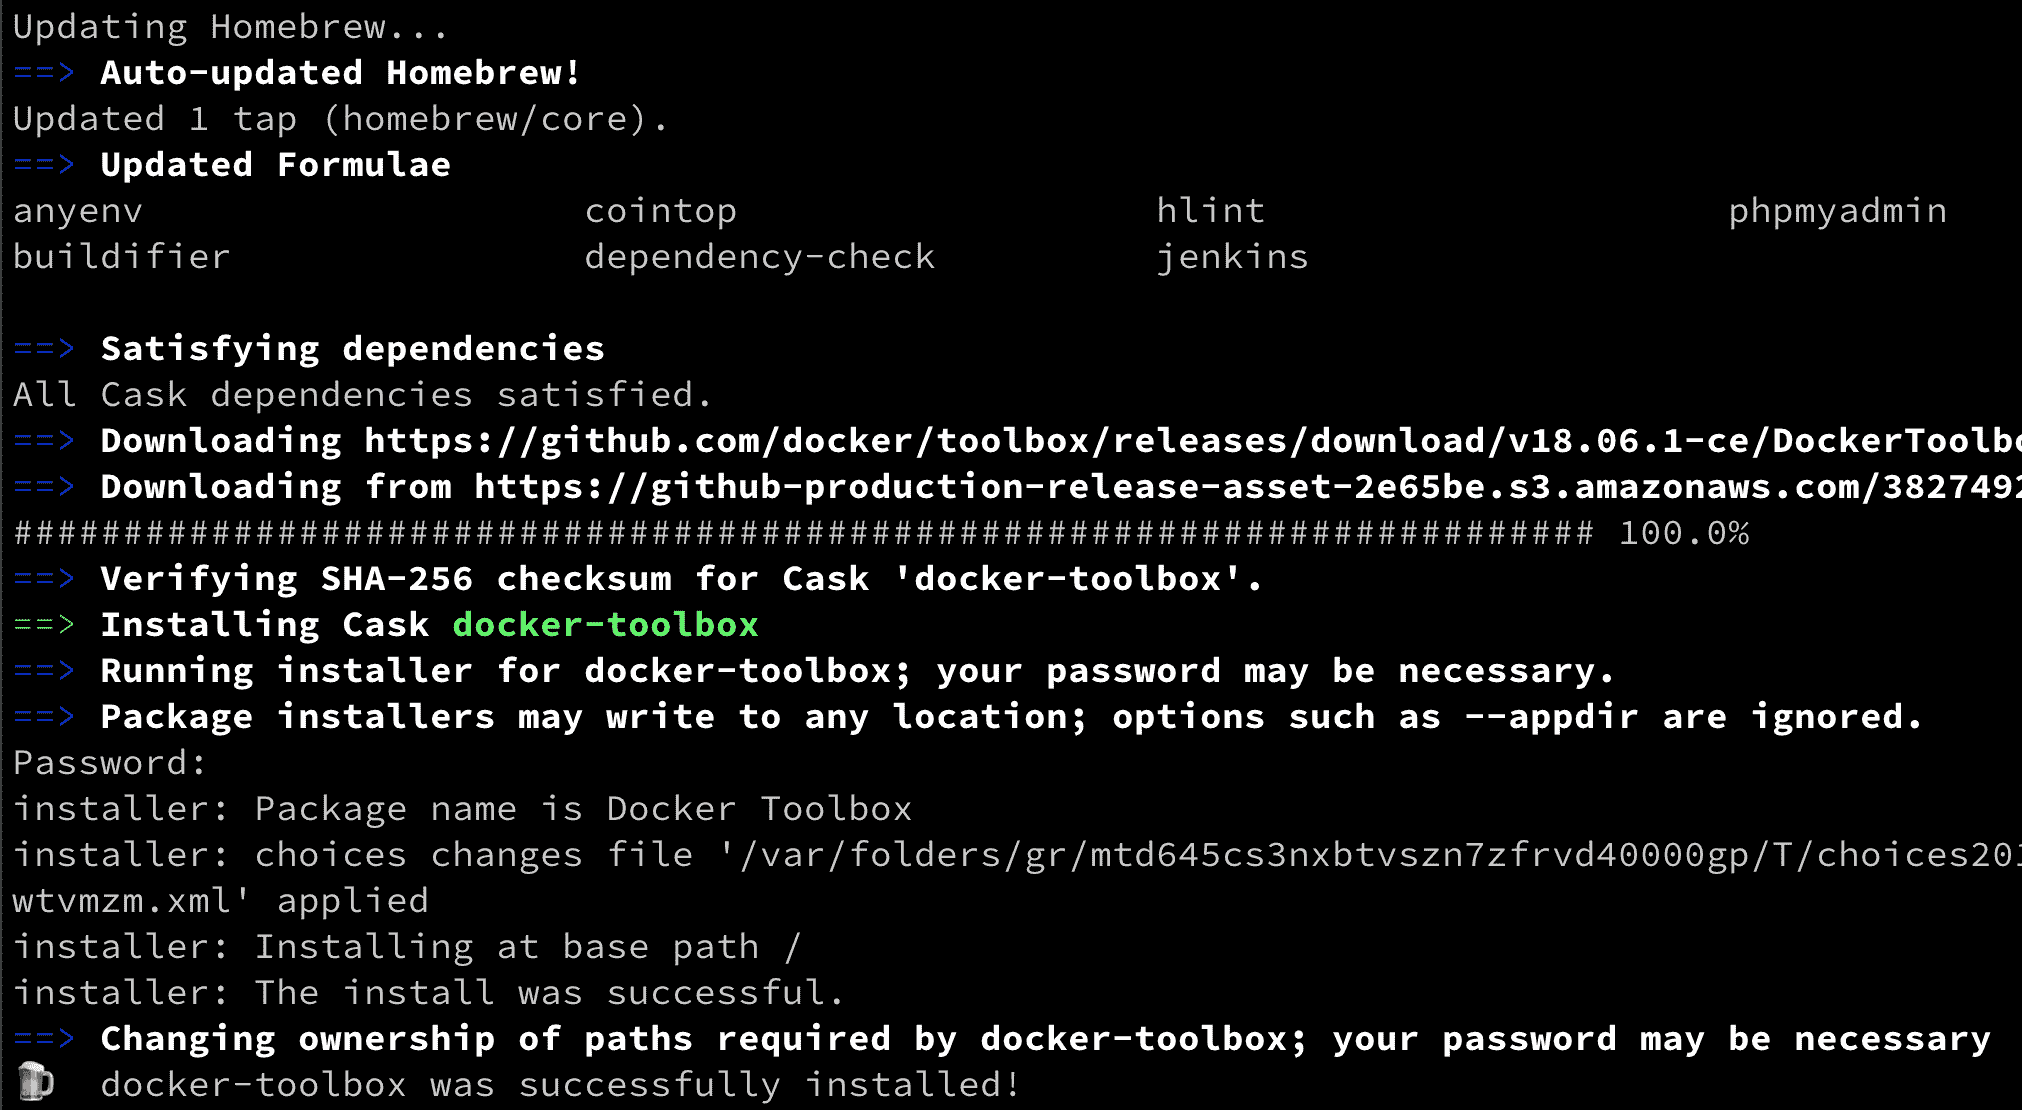 Updating Homebrew...
==> Auto-updated Homebrew!
Updated 1 tap (homebrew/core).
==> Updated Formulae
anyenv cointop hlint phpmyadmin
buildifier dependency-check jenkins
==> Satisfying dependencies
All Cask dependencies satisfied.
==> Downloading https://github.com/docker/toolbox/releases/download/v18.06.1-ce/DockerToolbo
==> Downloading from https://github-production-release-asset-2e65be.s3.amazonaws.com/3827492
######################################################################## 100.0%
==> Verifying SHA-256 checksum for Cask 'docker-toolbox'.
==> Installing Cask docker-toolbox
==> Running installer for docker-toolbox; your password may be necessary.
==> Package installers may write to any location; options such as --appdir are ignored.
Password:
installer: Package name is Docker Toolbox
installer: choices changes file '/var/folders/gr/mtd645cs3nxbtvszn7zfrvd40000gp/T/choices201
wtvmzm.xml' applied
installer: Installing at base path /
installer: The install was successful.
==> Changing ownership of paths required by docker-toolbox; your password may be necessary
🍺 docker-toolbox was successfully installed!